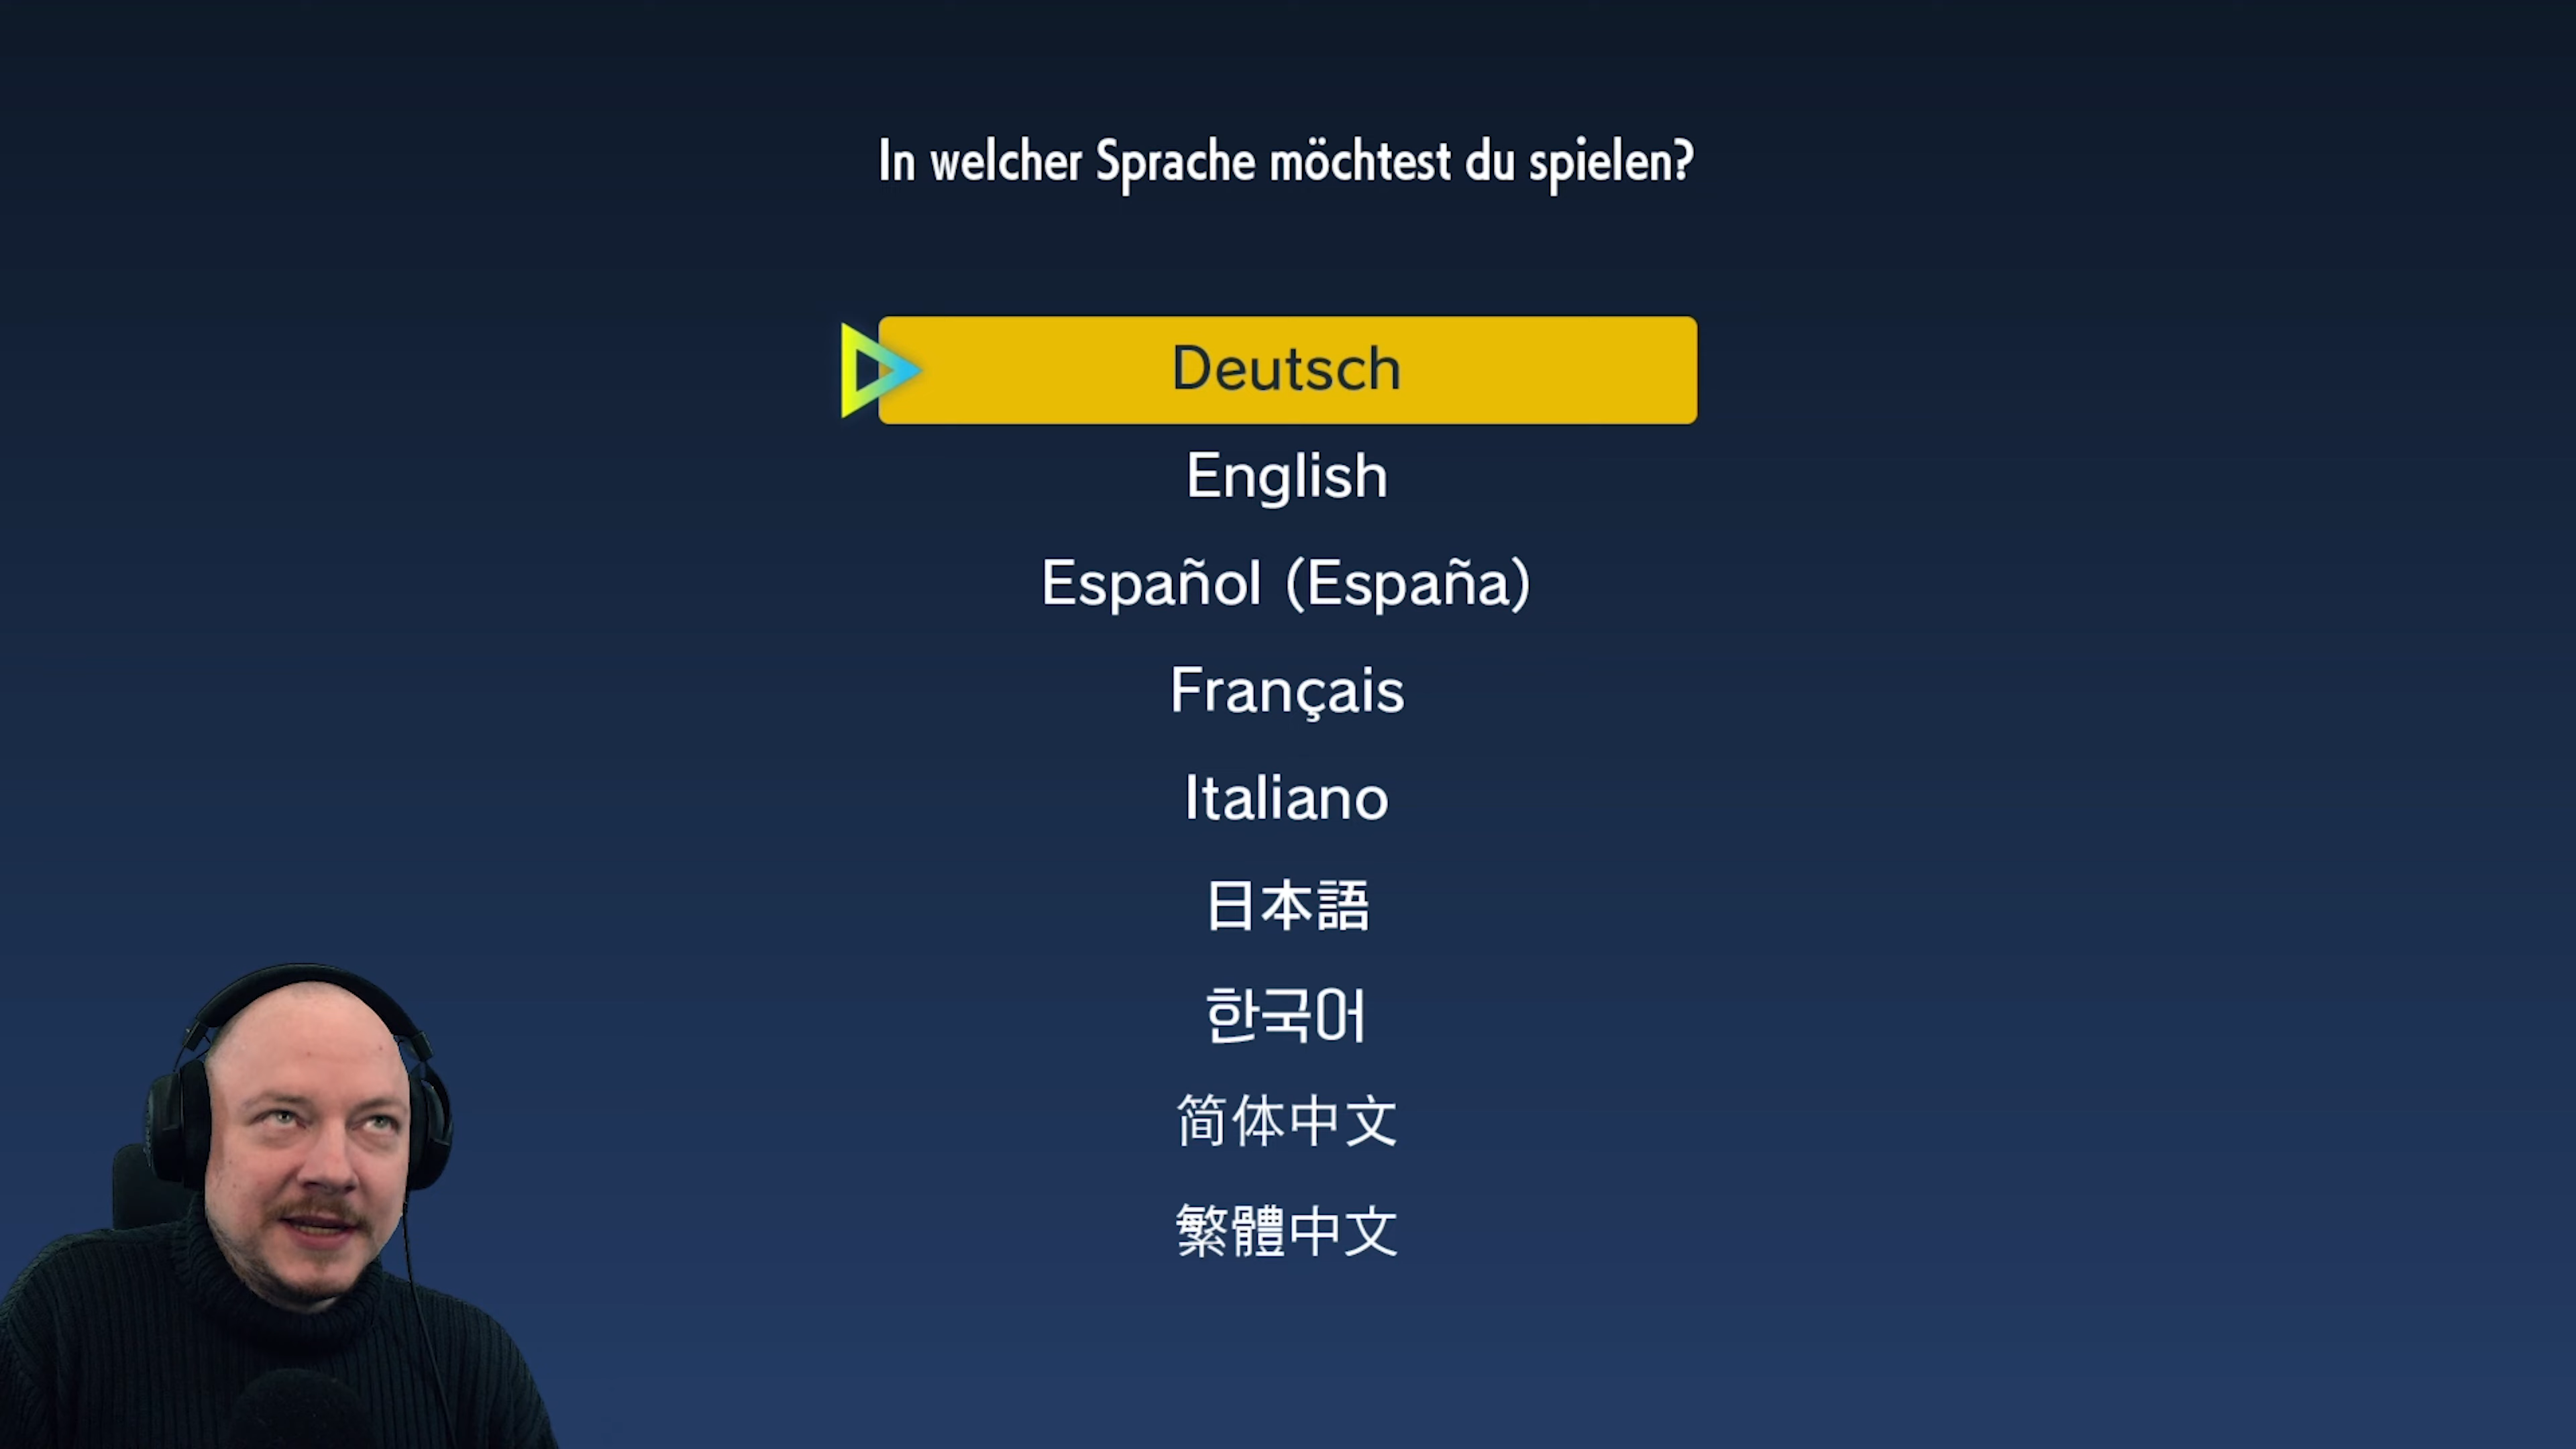 In welcher Sprache möchtest du spielen?
Deutsch
English
Español (España)
Français
Italiano
日本語
한국어
简体中文
繁體中文